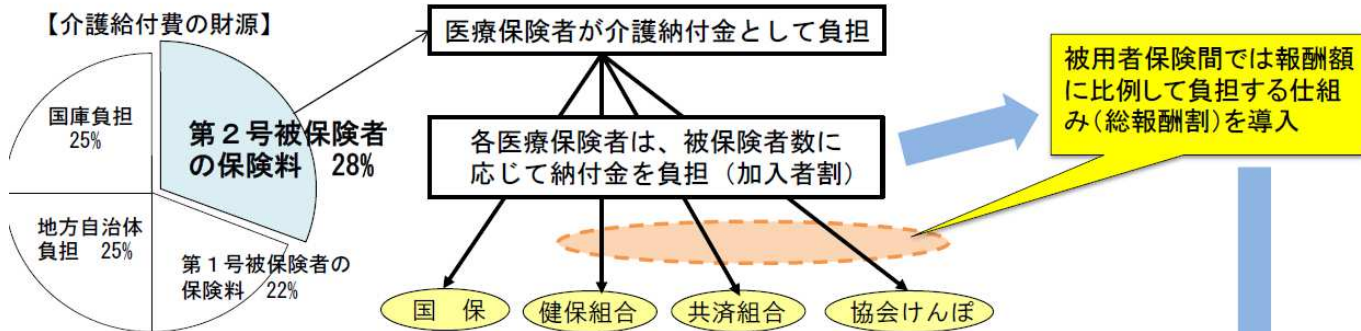 【介護給付費の財源】
国庫負担
25%
第２号被保険者
の保険料　28%
地方自治体
負担　25%
第１号被保険者の
保険料　22%
医療保険者が介護納付金として負担
各医療保険者は、被保険者数に
応じて納付金を負担（加入者割）
被用者保険間では報酬額
に比例して負担する仕組
み（総報酬割）を導入
国　保
健保組合
共済組合
協会けんぽ